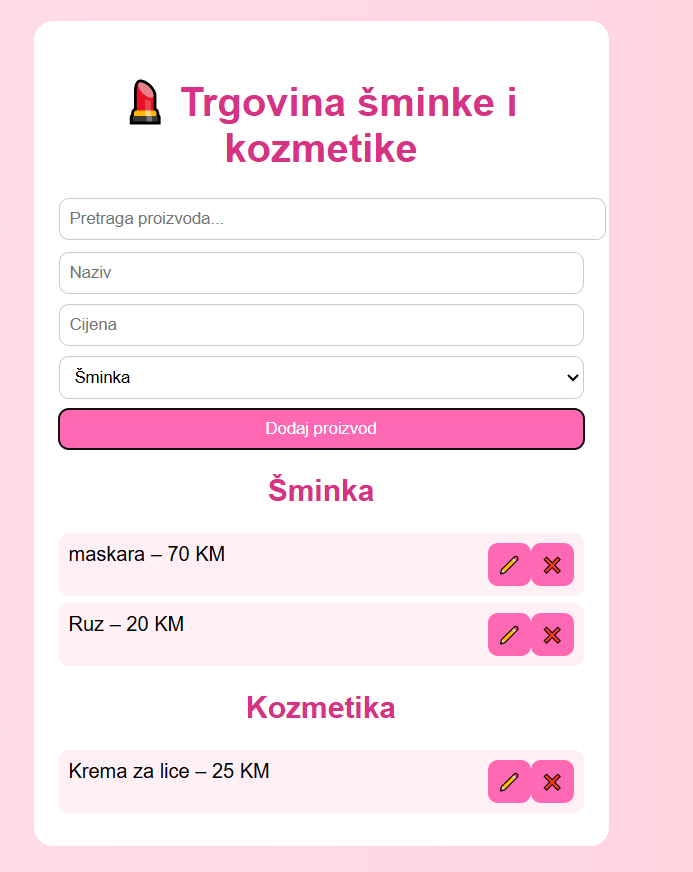 💄 Trgovina šminke i
kozmetike
Pretraga proizvoda...
Naziv
Cijena
Šminka
Dodaj proizvod
Šminka
maskara – 70 KM
Ruz – 20 KM
Kozmetika
Krema za lice – 25 KM